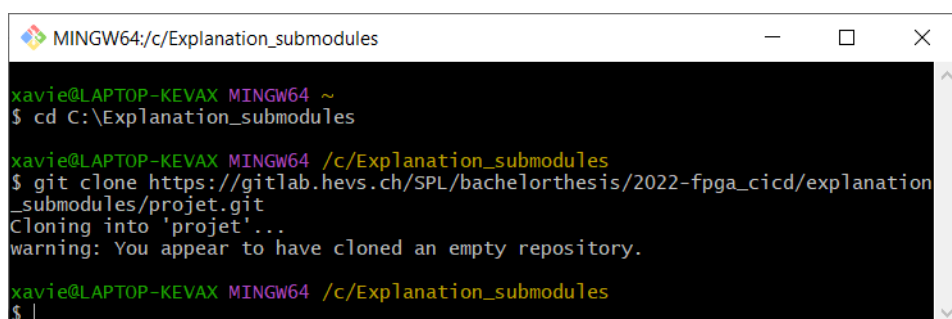 MINGW64:/c/Explanation_submodules
xavie@LAPTOP-KEVAX MINGW64 ~
$ cd C:\Explanation_submodules
xavie@LAPTOP-KEVAX MINGW64 /c/Explanation_submodules
$ git clone https://gitlab.hevs.ch/SPL/bachelorthesis/2022-fpga_cicd/explanation
_submodules/projet.git
Cloning into 'projet'...
warning: You appear to have cloned an empty repository.
xavie@LAPTOP-KEVAX MINGW64 /c/Explanation_submodules
$